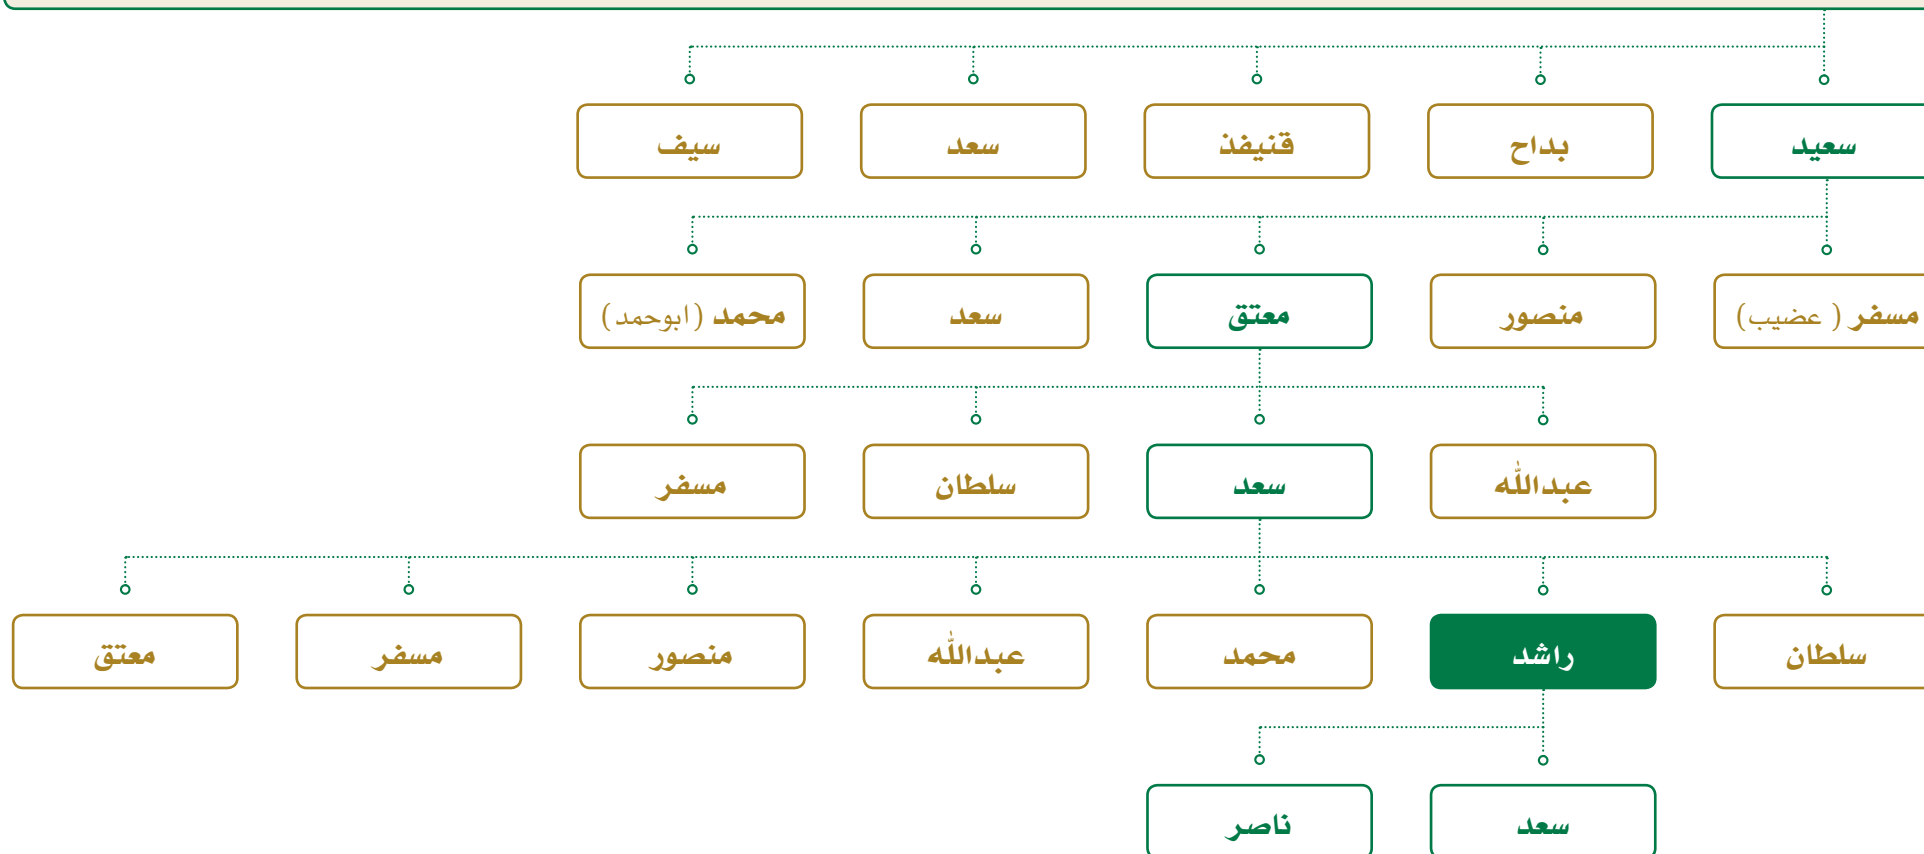 سعيد
بداح
قنيفذ
سعد
سيف
مسفر ( عضيب )
منصور
معتق
سعد
محمد ( ابوحمد )
عبدالله
سعد
سلطان
مسفر
سلطان
راشد
محمد
عبدالله
منصور
مسفر
معتق
سعد
ناصر